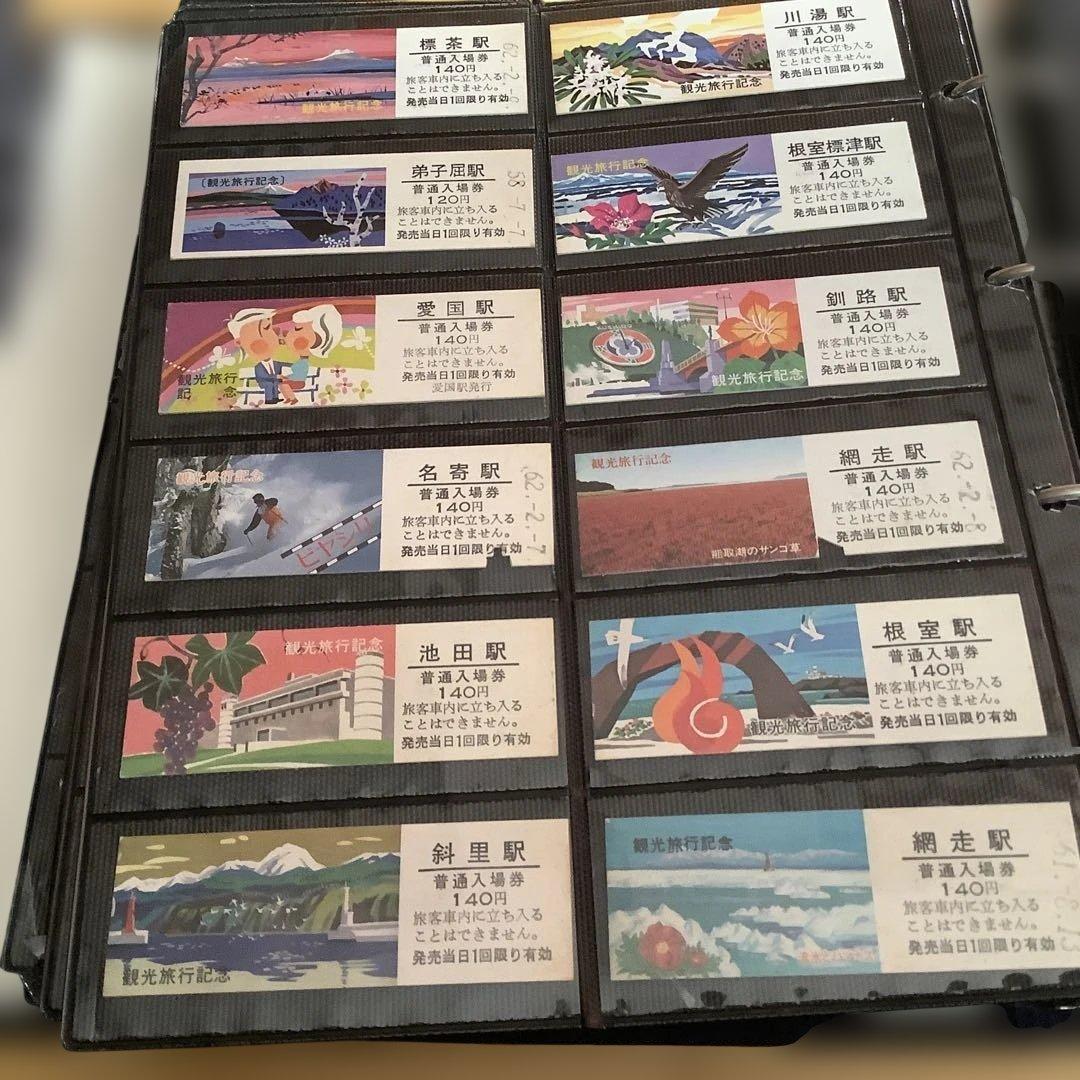 標茶駅
普通入場券
140円
旅客車内に立ち入る
ことはできません。
発売当日1回限り有効
観光旅行記念
川湯駅
普通入場券
140円
旅客車内に立ち入る
ことはできません。
発売当日1回限り有効
観光旅行記念
〔観光旅行記念〕
弟子屈駅
普通入場券
120円
旅客車内に立ち入る
ことはできません。
発売当日1回限り有効
58.-7.-7
観光旅行記念
根室標津駅
普通入場券
140円
旅客車内に立ち入る
ことはできません。
発売当日1回限り有効
観光旅行
記 念
愛国駅
普通入場券
140円
旅客車内に立ち入る
ことはできません。
発売当日1回限り有効
愛国駅発行
観光旅行記念
釧路駅
普通入場券
140円
旅客車内に立ち入る
ことはできません。
発売当日1回限り有効
観光旅行記念
ピヤシリ
名寄駅
普通入場券
140円
旅客車内に立ち入る
ことはできません。
発売当日1回限り有効
62.-2.-7
観光旅行記念
能取湖のサンゴ草
網走駅
普通入場券
140円
旅客車内に立ち入る
ことはできません。
発売当日1回限り有効
62.-2.-8
観光旅行記念
池田駅
普通入場券
140円
旅客車内に立ち入る
ことはできません。
発売当日1回限り有効
観光旅行記念
根室駅
普通入場券
140円
旅客車内に立ち入る
ことはできません。
発売当日1回限り有効
観光旅行記念
斜里駅
普通入場券
140円
旅客車内に立ち入る
ことはできません。
発売当日1回限り有効
観光旅行記念
網走駅
普通入場券
140円
旅客車内に立ち入る
ことはできません。
発売当日1回限り有効